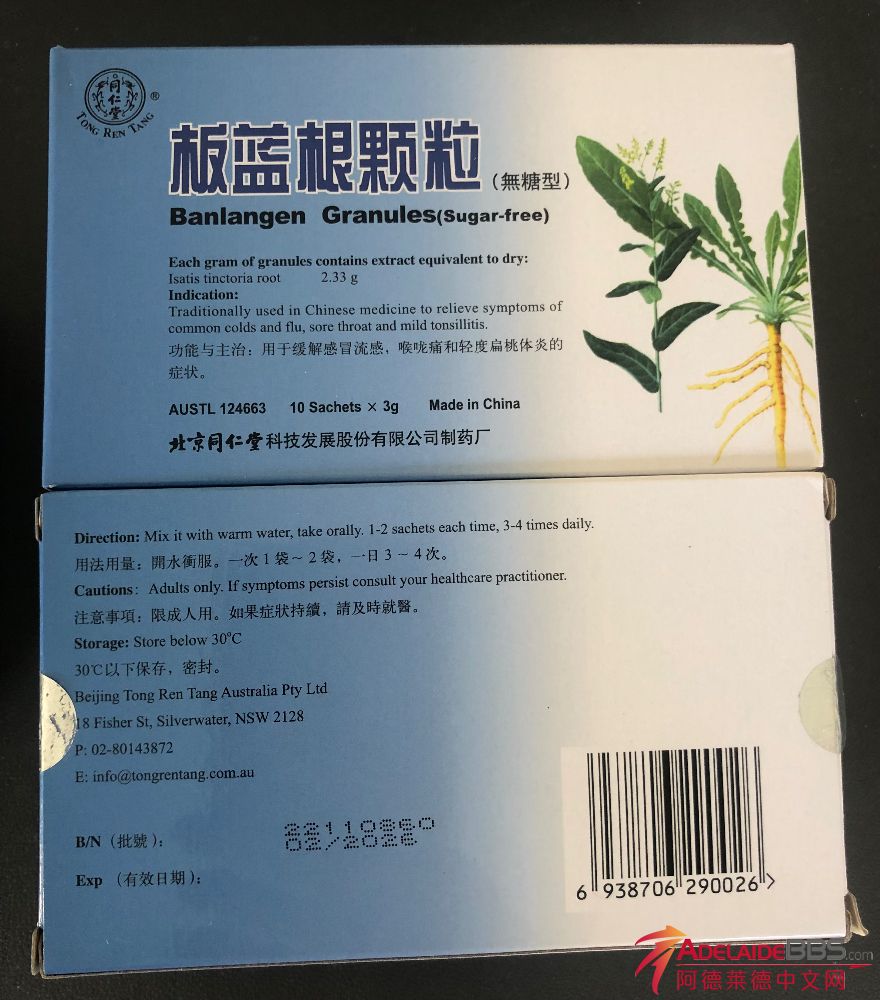 同仁堂
TONG REN TANG ®
板蓝根颗粒(無糖型)
Banlangen Granules(Sugar-free)
Each gram of granules contains extract equivalent to dry:
Isatis tinctoria root 2.33 g
Indication:
Traditionally used in Chinese medicine to relieve symptoms of
common colds and flu, sore throat and mild tonsillitis.
功能与主治：用于缓解感冒流感，喉咙痛和轻度扁桃体炎的
症状。
AUSTL 124663 10 Sachets × 3g Made in China
北京同仁堂科技发展股份有限公司制药厂
Direction: Mix it with warm water, take orally. 1-2 sachets each time, 3-4 times daily.
用法用量：開水衝服。一次1袋～2袋，一日3～4次。
Cautions: Adults only. If symptoms persist consult your healthcare practitioner.
注意事項：限成人用。如果症狀持續，請及時就醫。
Storage: Store below 30°C
30℃以下保存，密封。
Beijing Tong Ren Tang Australia Pty Ltd
18 Fisher St, Silverwater, NSW 2128
P: 02-80143872
E: info@tongrentang.com.au
B/N（批號）:
22110860
02/2026
Exp （有效日期）:
6 938706 290026 >
ADELAIDEBBS.com
阿德莱德中文网